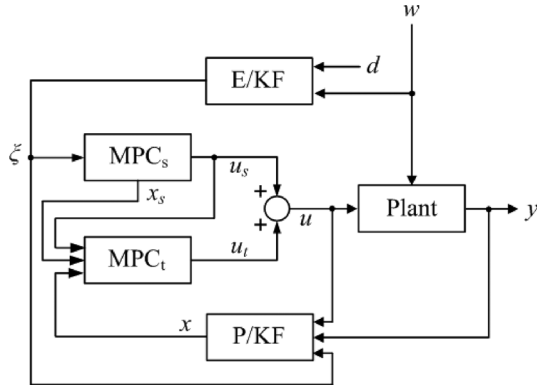 w
d
E/KF
ξ
MPCs
us
xs
+
+
u
Plant
y
MPCt
ut
x
P/KF